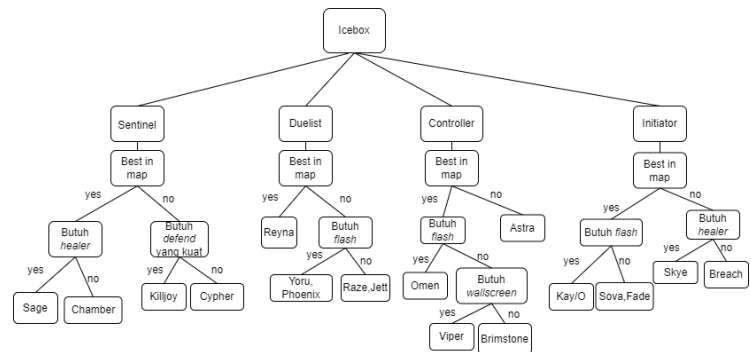 Icebox
Sentinel
Duelist
Controller
Initiator
Best in
map
Best in
map
Best in
map
Best in
map
yes
no
yes
no
yes
no
yes
no
Butuh
healer
Butuh
defend
yang kuat
Reyna
Butuh
flash
Butuh
flash
Astra
Butuh flash
Butuh
healer
yes
no
yes
no
yes
no
yes
no
yes
no
yes
no
Sage
Chamber
Killjoy
Cypher
Yoru,
Phoenix
Raze,Jett
Omen
Butuh
wallscreen
Kay/O
Sova,Fade
Skye
Breach
yes
no
Viper
Brimstone